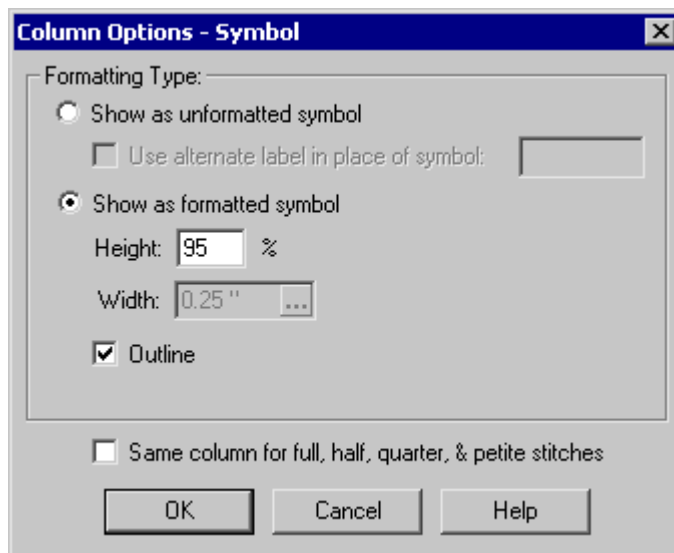 Column Options - Symbol
Formatting Type:
Show as unformatted symbol
Use alternate label in place of symbol:
Show as formatted symbol
Height: 95 %
Width: 0.25 " ...
Outline
Same column for full, half, quarter, & petite stitches
OK Cancel Help